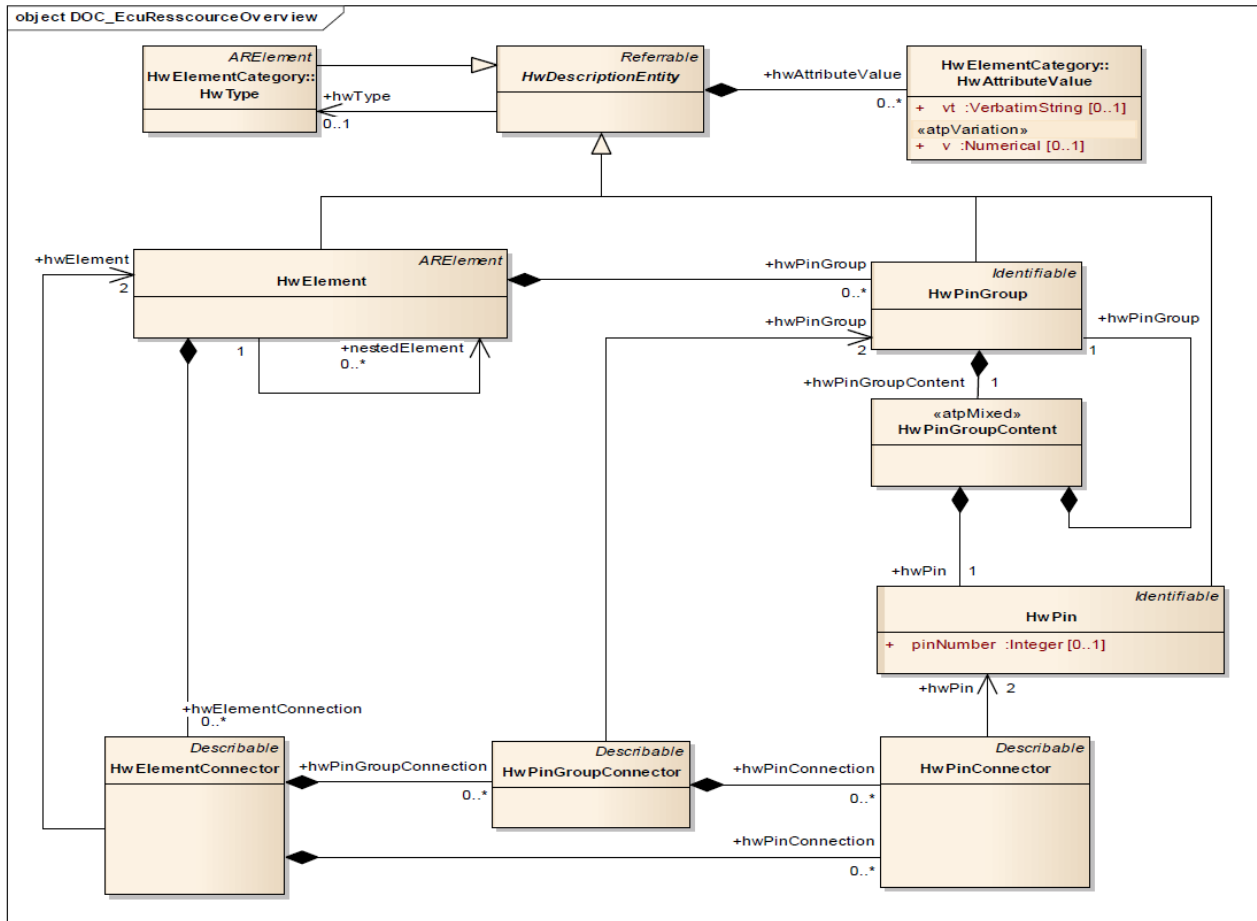 object DOC_EcuResscourceOverview
ARElement
HwElementCategory::
HwType
Referrable
HwDescriptionEntity
HwElementCategory::
HwAttributeValue
+ vt :VerbatimString [0..1]
«atpVariation»
+ v :Numerical [0..1]
+hwType
0..1
+hwAttributeValue
0..*
+hwElement
2
ARElement
HwElement
1
+nestedElement
0..*
+hwPinGroup
0..*
+hwPinGroup
2
Identifiable
HwPinGroup
+hwPinGroup
1
+hwPinGroupContent
1
«atpMixed»
HwPinGroupContent
+hwPin
1
Identifiable
HwPin
+ pinNumber :Integer [0..1]
+hwPin
2
+hwElementConnection
0..*
Describable
HwElementConnector
+hwPinGroupConnection
0..*
Describable
HwPinGroupConnector
+hwPinConnection
0..*
Describable
HwPinConnector
+hwPinConnection
0..*